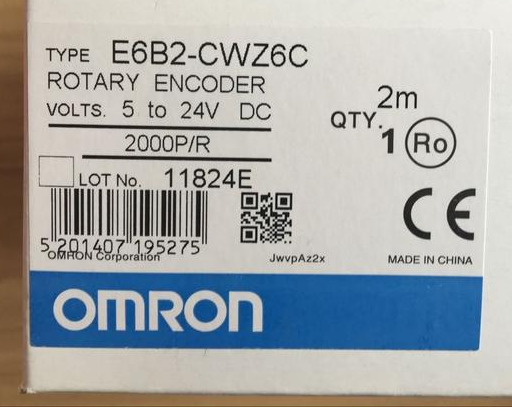 TYPE E6B2-CWZ6C
ROTARY ENCODER
VOLTS. 5 to 24V DC
2m
QTY.
1 Ro
2000P/R
LOT No. 11824E
5 201407 195275
OMRON Corporation
JwvpAz2x
CE
MADE IN CHINA
OMRON